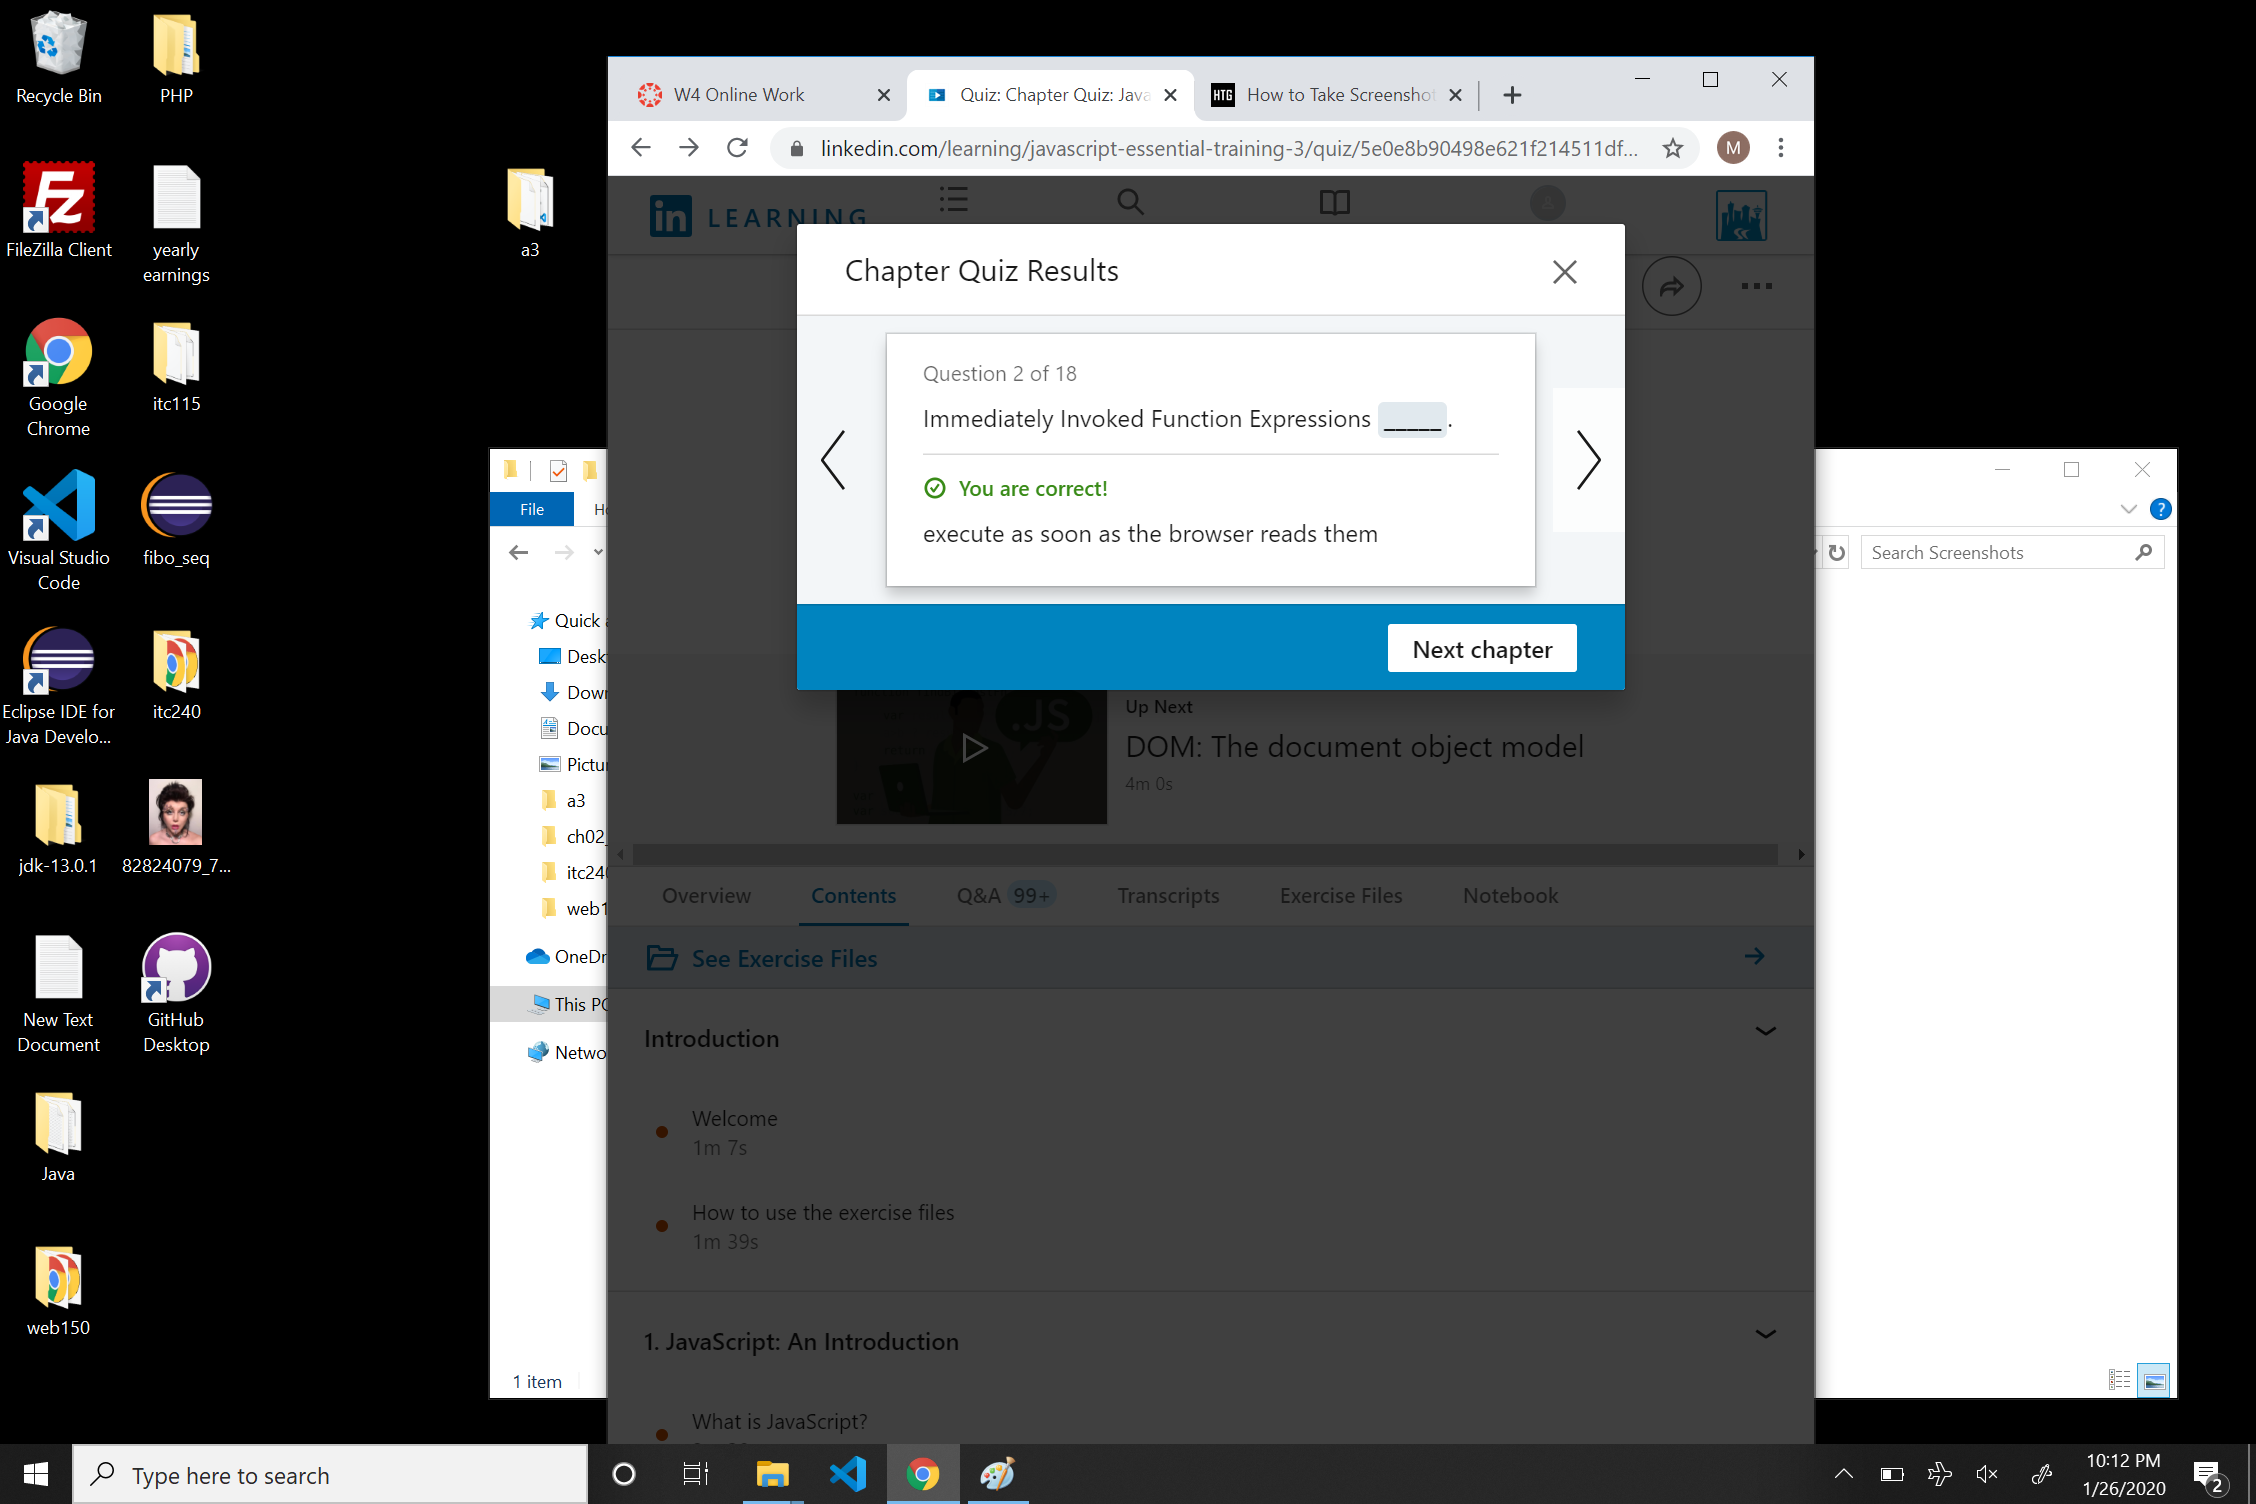 Recycle Bin
PHP
FileZilla Client
yearly
earnings
a3
Google
Chrome
itc115
Visual Studio
Code
fibo_seq
Eclipse IDE for
Java Develo...
itc240
jdk-13.0.1
82824079_7...
New Text
Document
GitHub
Desktop
Java
web150
W4 Online Work
Quiz: Chapter Quiz: Java
HTG
How to Take Screenshot
linkedin.com/learning/javascript-essential-training-3/quiz/5e0e8b90498e621f214511df...
M
in LEARNING
Chapter Quiz Results
Question 2 of 18
Immediately Invoked Function Expressions _____.
You are correct!
execute as soon as the browser reads them
Next chapter
.JS
Up Next
DOM: The document object model
4m 0s
Overview
Contents
Q&A 99+
Transcripts
Exercise Files
Notebook
See Exercise Files
Introduction
Welcome
1m 7s
How to use the exercise files
1m 39s
1. JavaScript: An Introduction
What is JavaScript?
File
Quick
Docu
Pictur
a3
ch02_
itc240
web1
OneDr
This PC
Netwo
1 item
Search Screenshots
Type here to search
10:12 PM
1/26/2020
2